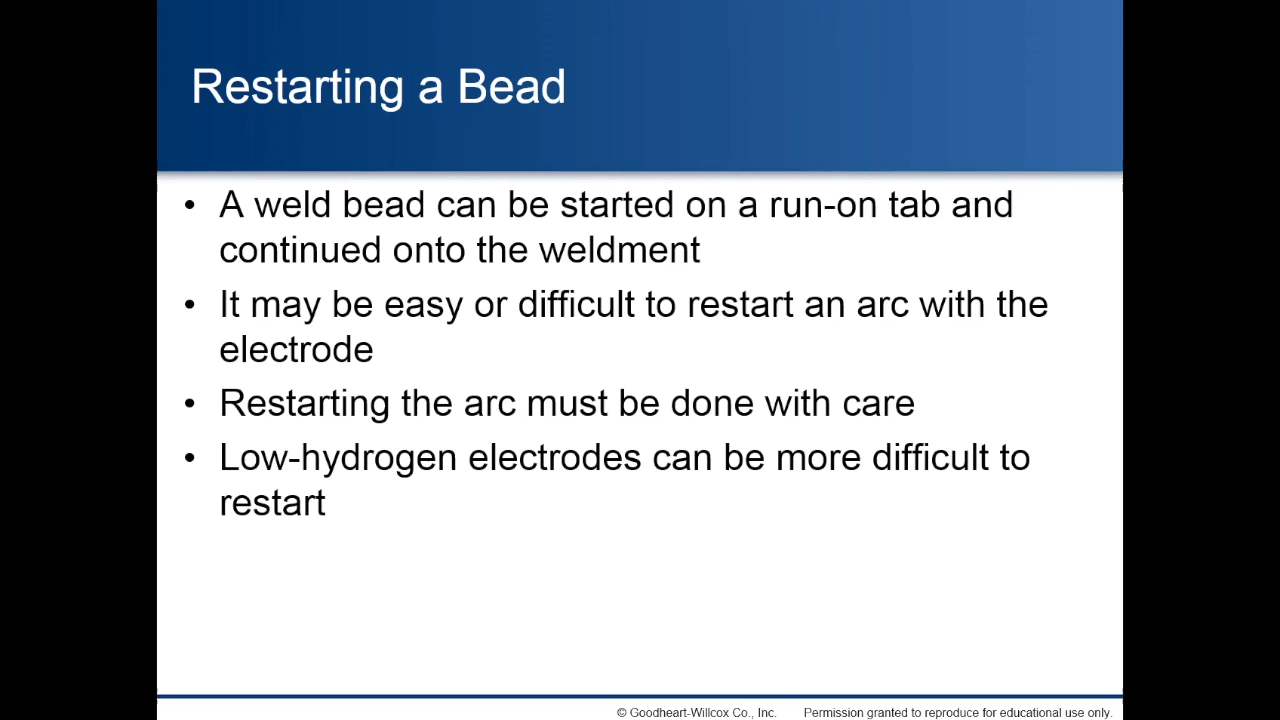 Restarting a Bead
• A weld bead can be started on a run-on tab and
continued onto the weldment
• It may be easy or difficult to restart an arc with the
electrode
• Restarting the arc must be done with care
• Low-hydrogen electrodes can be more difficult to
restart
© Goodheart-Willcox Co., Inc. Permission granted to reproduce for educational use only.